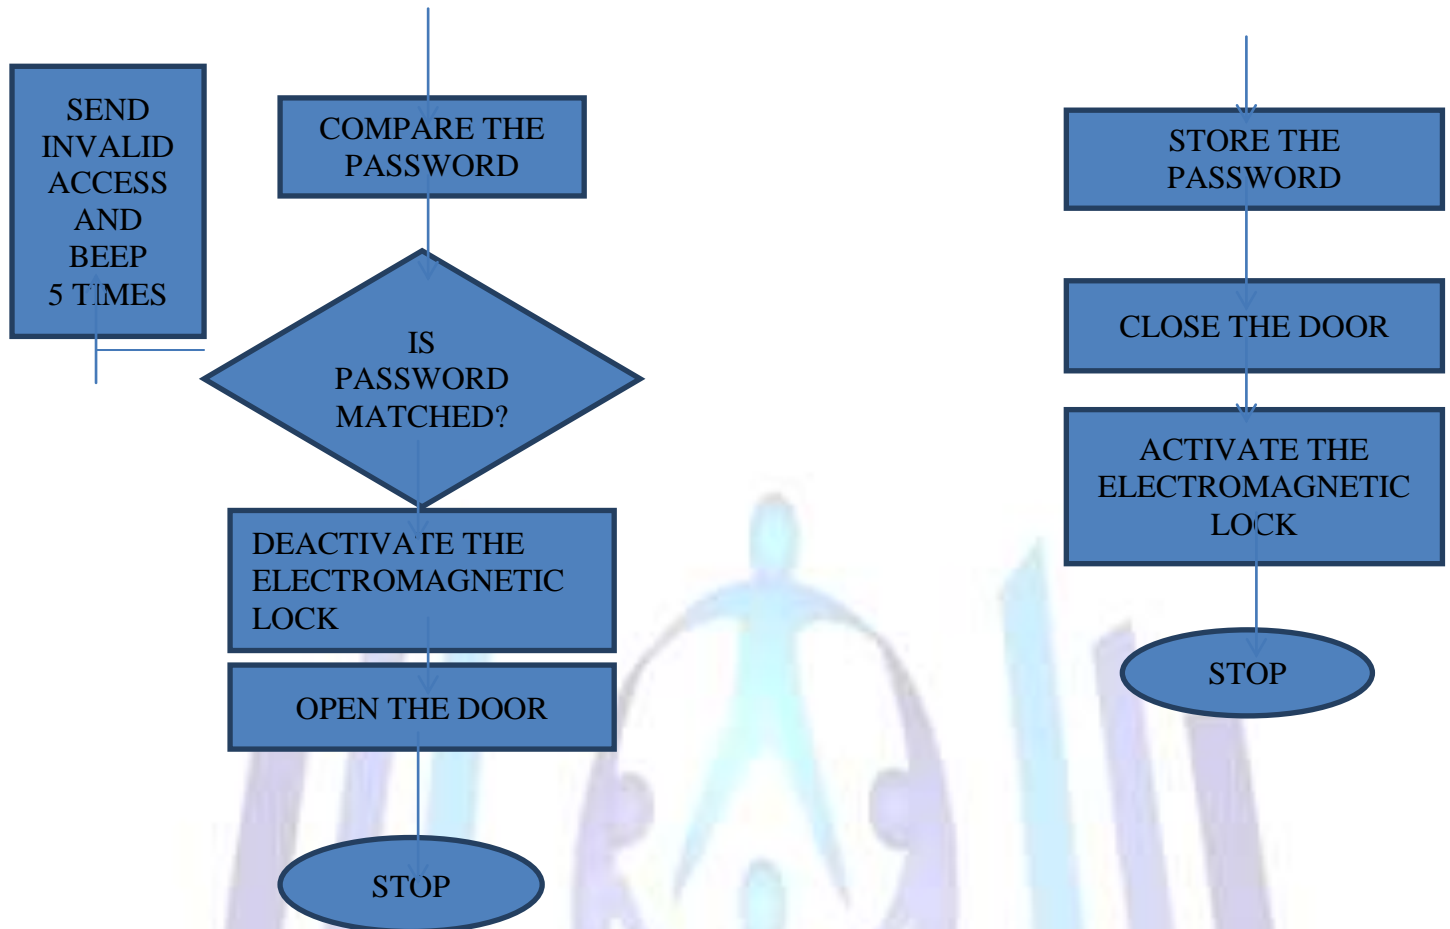 SEND
INVALID
ACCESS
AND
BEEP
5 TIMES
COMPARE THE
PASSWORD
IS
PASSWORD
MATCHED?
DEACTIVATE THE
ELECTROMAGNETIC
LOCK
OPEN THE DOOR
STOP
STORE THE
PASSWORD
CLOSE THE DOOR
ACTIVATE THE
ELECTROMAGNETIC
LOCK
STOP